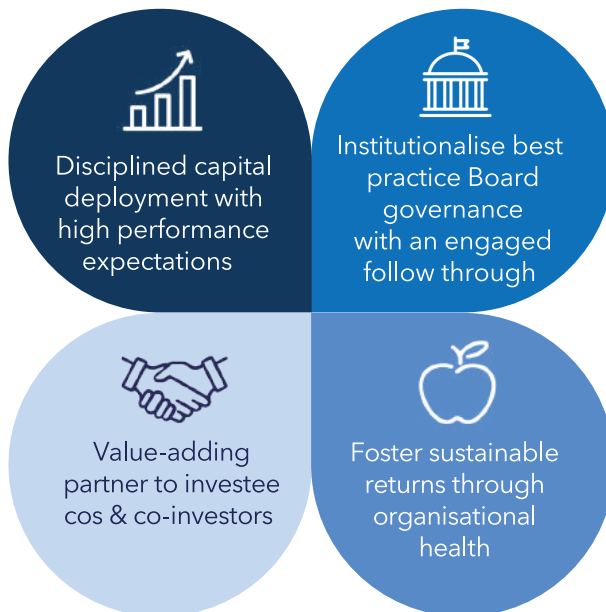 Disciplined capital
deployment with
high performance
expectations
Institutionalise best
practice Board
governance
with an engaged
follow through
Value-adding
partner to investee
cos & co-investors
Foster sustainable
returns through
organisational
health